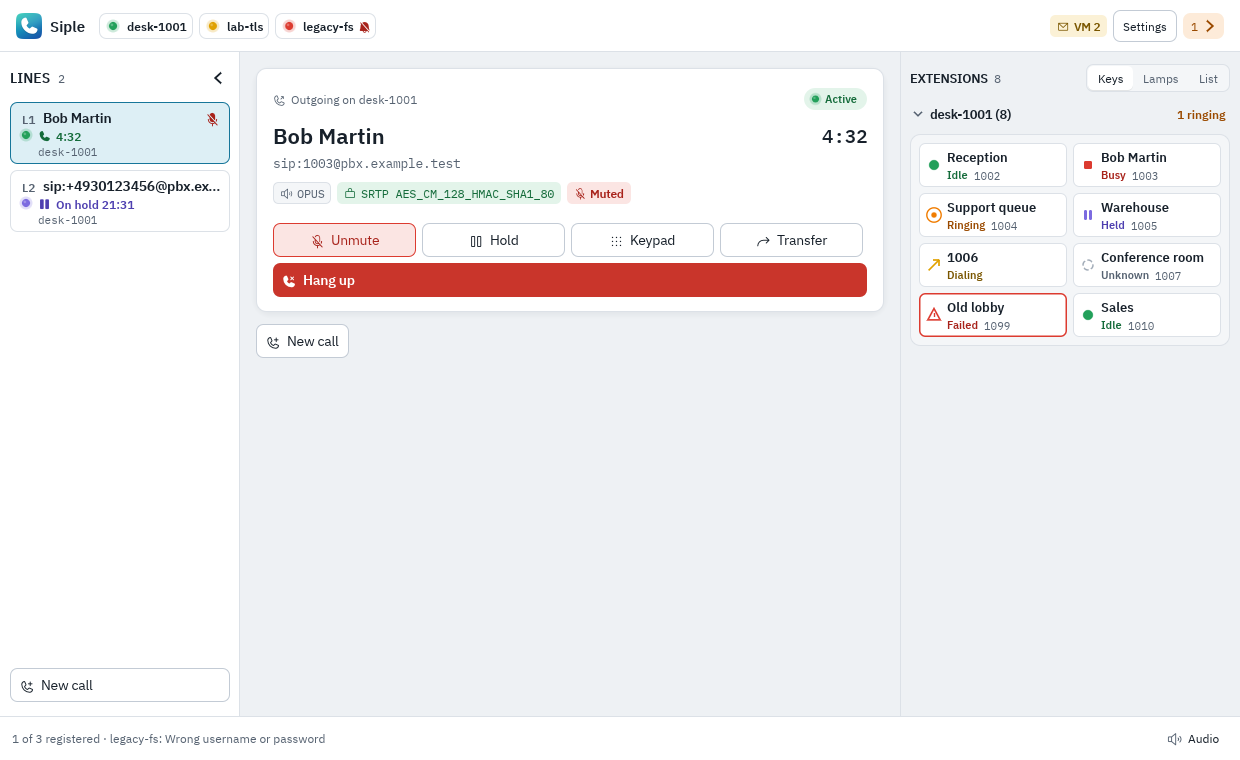 Siple
desk-1001
lab-tls
legacy-fs
VM 2
Settings
1
LINES 2
L1 Bob Martin
4:32
desk-1001
L2 sip:+4930123456@pbx.ex...
On hold 21:31
desk-1001
New call
Outgoing on desk-1001
Active
Bob Martin
4:32
sip:1003@pbx.example.test
OPUS
SRTP AES_CM_128_HMAC_SHA1_80
Muted
Unmute
Hold
Keypad
Transfer
Hang up
New call
EXTENSIONS 8
Keys
Lamps
List
desk-1001 (8)
1 ringing
Reception
Idle 1002
Bob Martin
Busy 1003
Support queue
Ringing 1004
Warehouse
Held 1005
1006
Dialing
Conference room
Unknown 1007
Old lobby
Failed 1099
Sales
Idle 1010
1 of 3 registered · legacy-fs: Wrong username or password
Audio